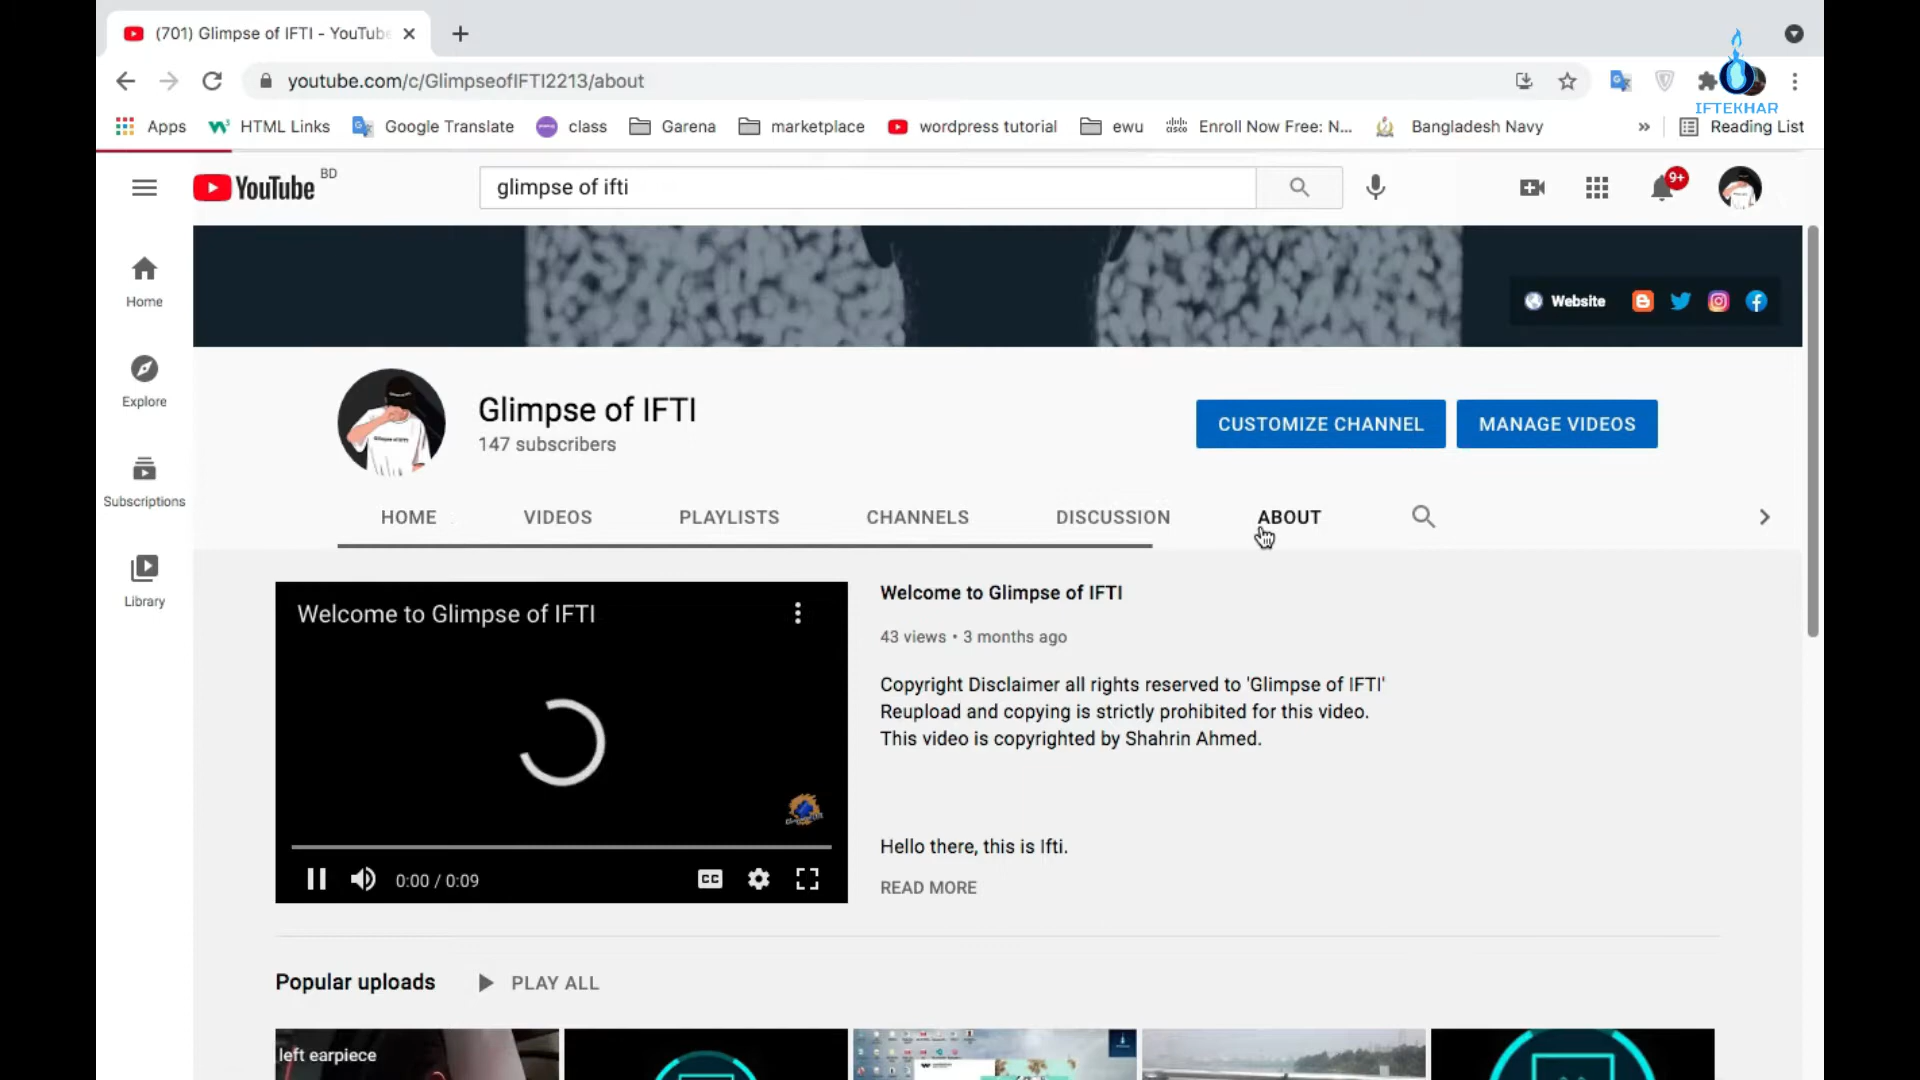 (701) Glimpse of IFTI - YouTube
youtube.com/c/GlimpseofIFTI2213/about
IFTEKHAR
Apps HTML Links Google Translate class Garena marketplace wordpress tutorial ewu Enroll Now Free: N... Bangladesh Navy » Reading List
YouTube BD
glimpse of ifti
9+
Home
Explore
Subscriptions
Library
Website
Glimpse of IFTI
147 subscribers
CUSTOMIZE CHANNEL MANAGE VIDEOS
HOME VIDEOS PLAYLISTS CHANNELS DISCUSSION ABOUT
Welcome to Glimpse of IFTI
0:00 / 0:09
CC
Welcome to Glimpse of IFTI
43 views • 3 months ago
Copyright Disclaimer all rights reserved to 'Glimpse of IFTI'
Reupload and copying is strictly prohibited for this video.
This video is copyrighted by Shahrin Ahmed.
Hello there, this is Ifti.
READ MORE
Popular uploads PLAY ALL
left earpiece